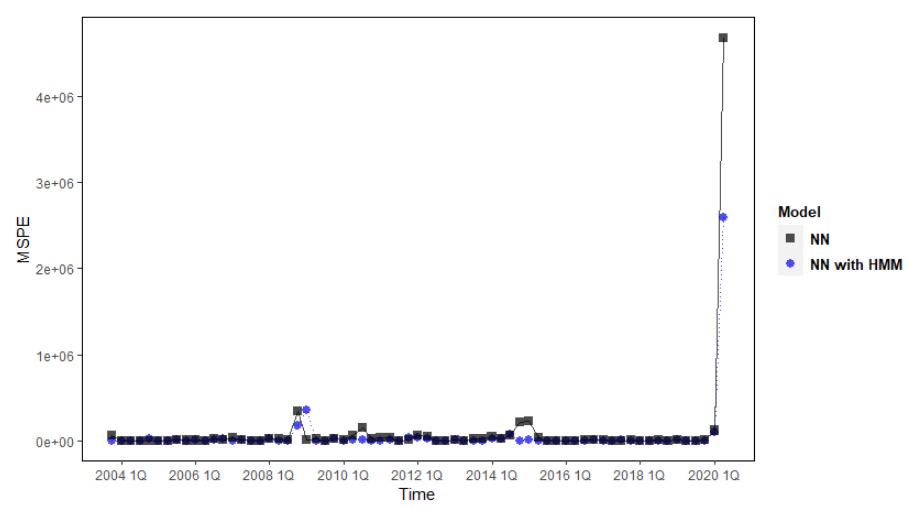 4e+06
3e+06
2e+06
1e+06
0e+00
MSPE
2004 1Q 2006 1Q 2008 1Q 2010 1Q 2012 1Q 2014 1Q 2016 1Q 2018 1Q 2020 1Q
Time
Model
NN
NN with HMM